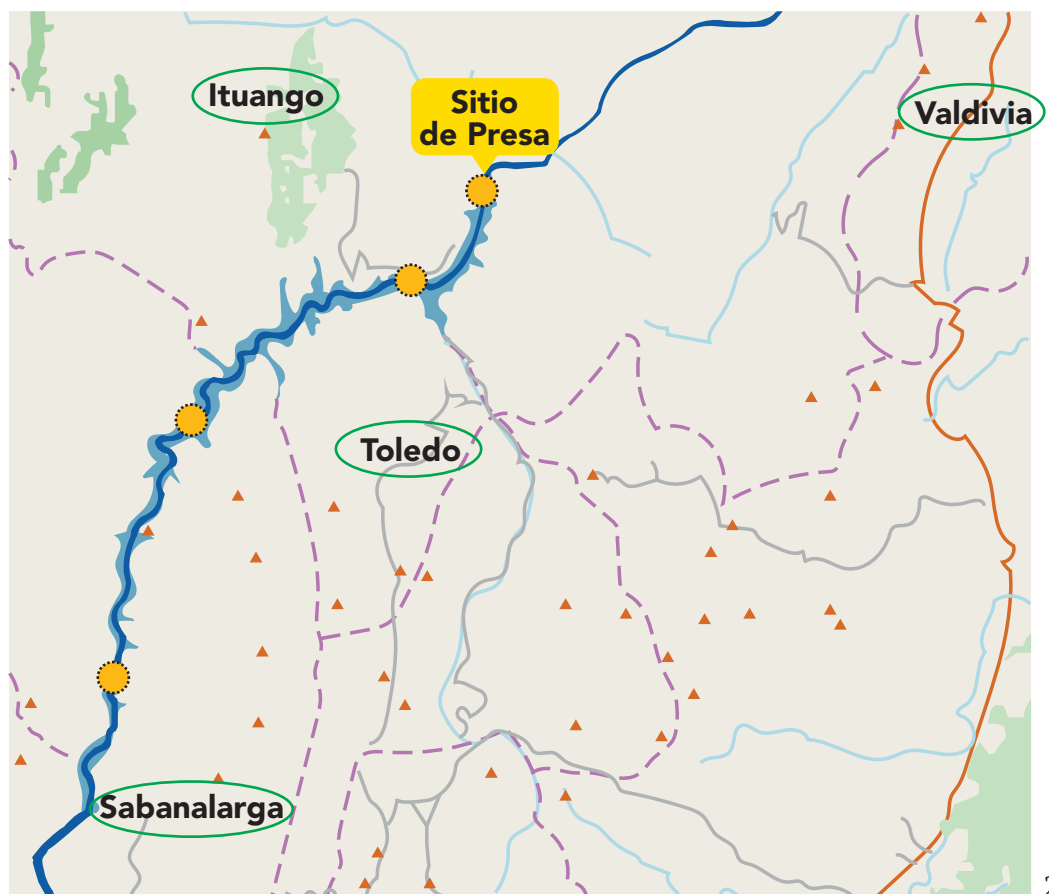 Ituango
Sitio
de Presa
Valdivia
Toledo
Sabanalarga